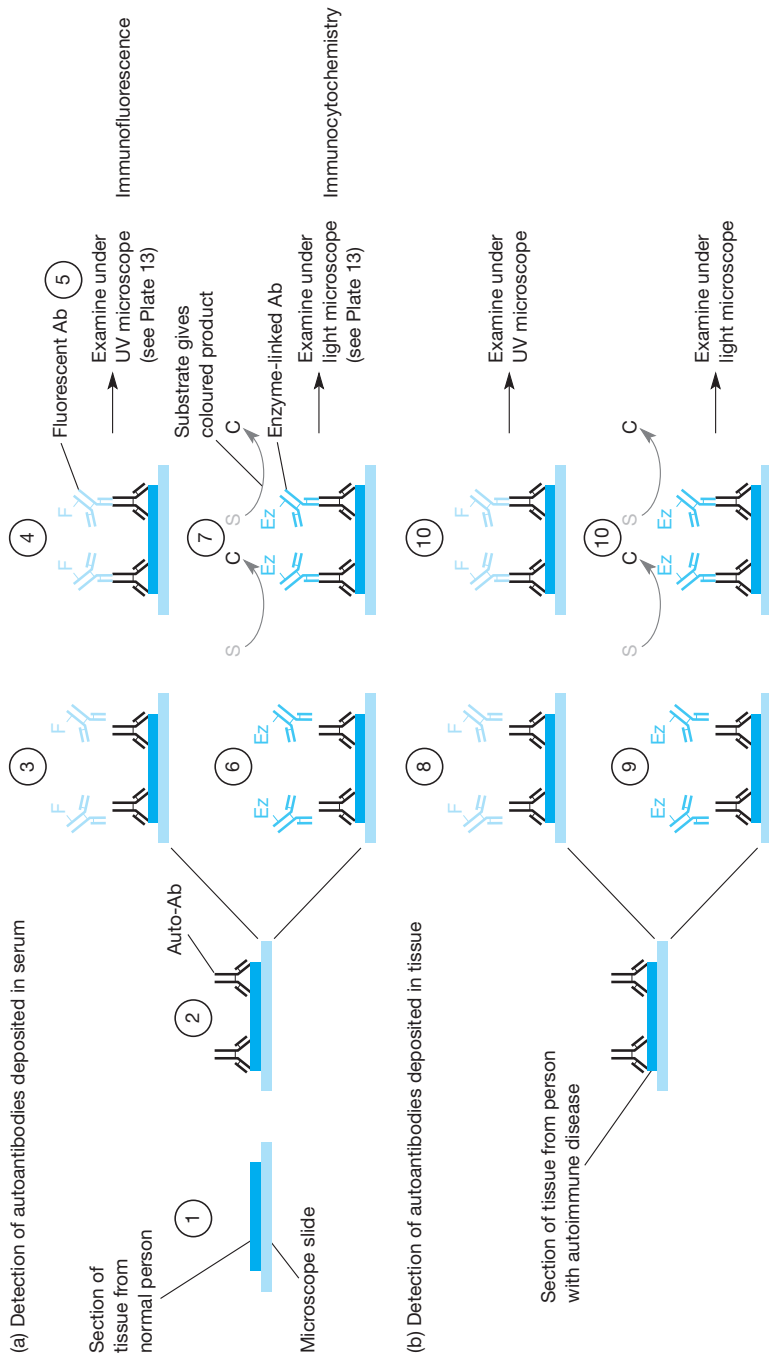 (a) Detection of autoantibodies deposited in serum
Section of
tissue from
normal person
1
Microscope slide
2
Auto-Ab
3
F
F
4
F
F
Fluorescent Ab
5
Examine under
UV microscope
(see Plate 13)
Immunofluorescence
6
Ez
Ez
7
S
C
S
C
Ez
Ez
Substrate gives
coloured product
Enzyme-linked Ab
Examine under
light microscope
(see Plate 13)
Immunocytochemistry
(b) Detection of autoantibodies deposited in tissue
Section of tissue from person
with autoimmune disease
8
F
F
10
F
F
Examine under
UV microscope
9
Ez
Ez
10
S
C
S
C
Ez
Ez
Examine under
light microscope